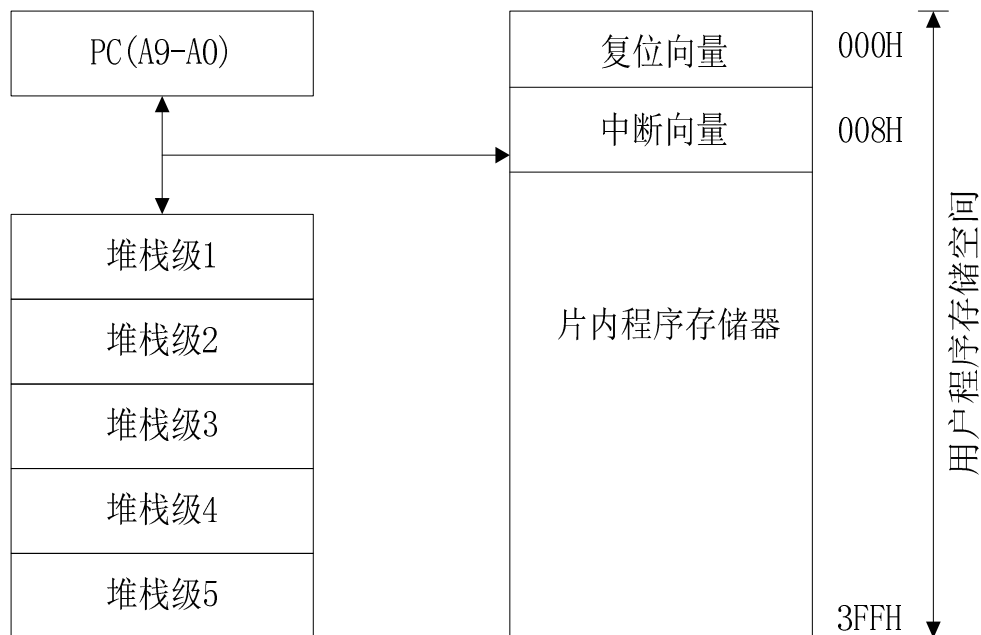 PC(A9-A0)
堆栈级1
堆栈级2
堆栈级3
堆栈级4
堆栈级5
复位向量
000H
中断向量
008H
片内程序存储器
3FFH
用户程序存储空间